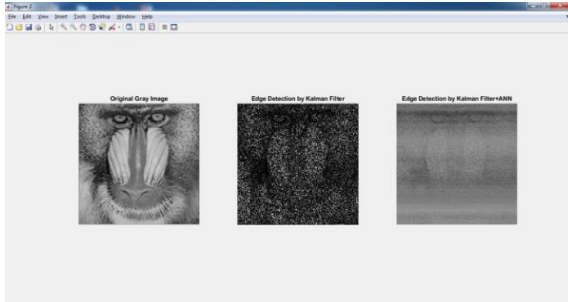 Figure 2
File Edit View Insert Tools Desktop Window Help
Original Gray Image
Edge Detection by Kalman Filter
Edge Detection by Kalman Filter+ANN